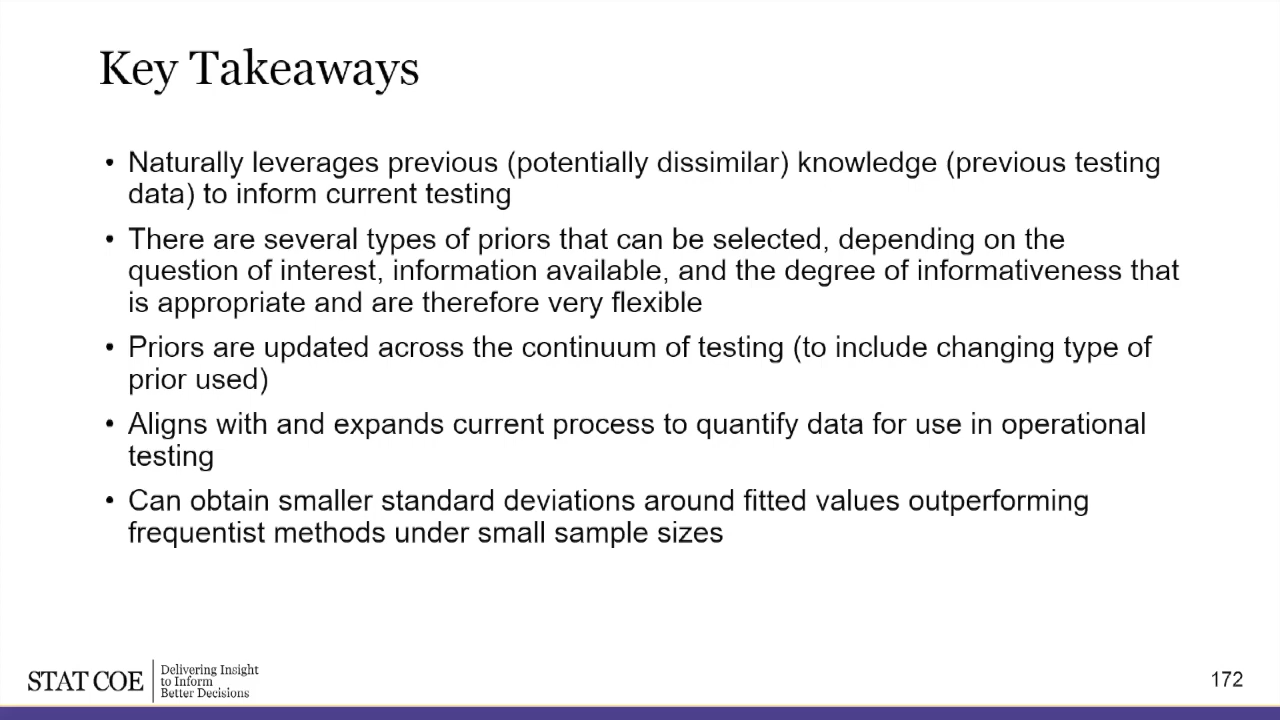 Key Takeaways
• Naturally leverages previous (potentially dissimilar) knowledge (previous testing
data) to inform current testing
• There are several types of priors that can be selected, depending on the
question of interest, information available, and the degree of informativeness that
is appropriate and are therefore very flexible
• Priors are updated across the continuum of testing (to include changing type of
prior used)
• Aligns with and expands current process to quantify data for use in operational
testing
• Can obtain smaller standard deviations around fitted values outperforming
frequentist methods under small sample sizes
STAT COE
Delivering Insight
to Inform
Better Decisions
172